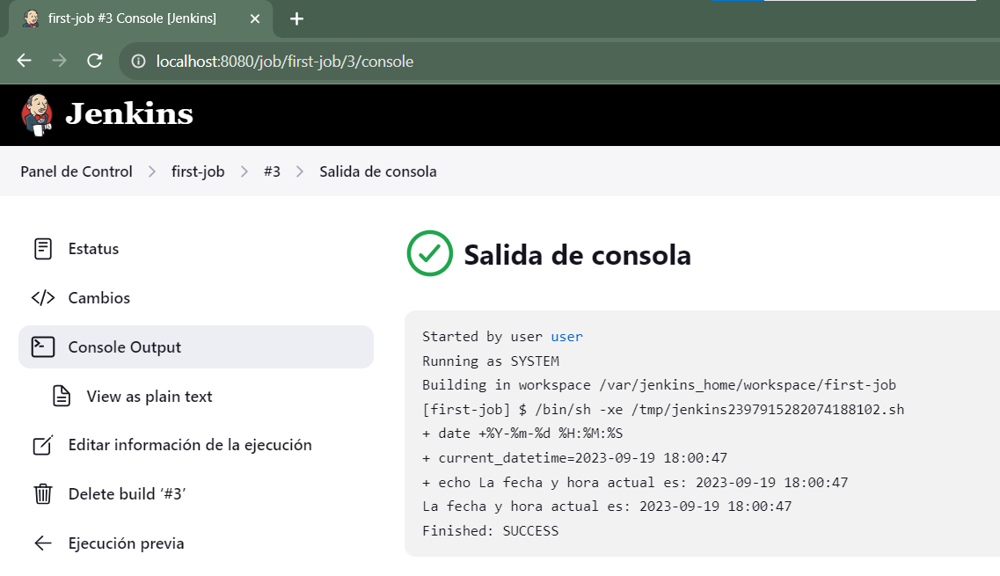 first-job #3 Console [Jenkins]
localhost:8080/job/first-job/3/console
Jenkins
Panel de Control > first-job > #3 > Salida de consola
Estatus
Cambios
Console Output
View as plain text
Editar información de la ejecución
Delete build ‘#3’
Ejecución previa
Salida de consola
Started by user user
Running as SYSTEM
Building in workspace /var/jenkins_home/workspace/first-job
[first-job] $ /bin/sh -xe /tmp/jenkins2397915282074188102.sh
+ date +%Y-%m-%d %H:%M:%S
+ current_datetime=2023-09-19 18:00:47
+ echo La fecha y hora actual es: 2023-09-19 18:00:47
La fecha y hora actual es: 2023-09-19 18:00:47
Finished: SUCCESS